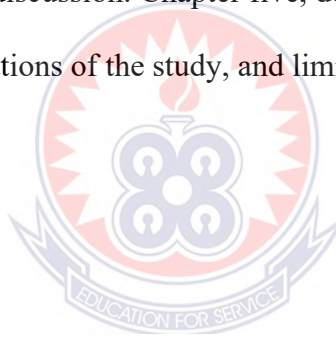 discussion. Chapter five, d
tions of the study, and lim
EDUCATION FOR SERVICE